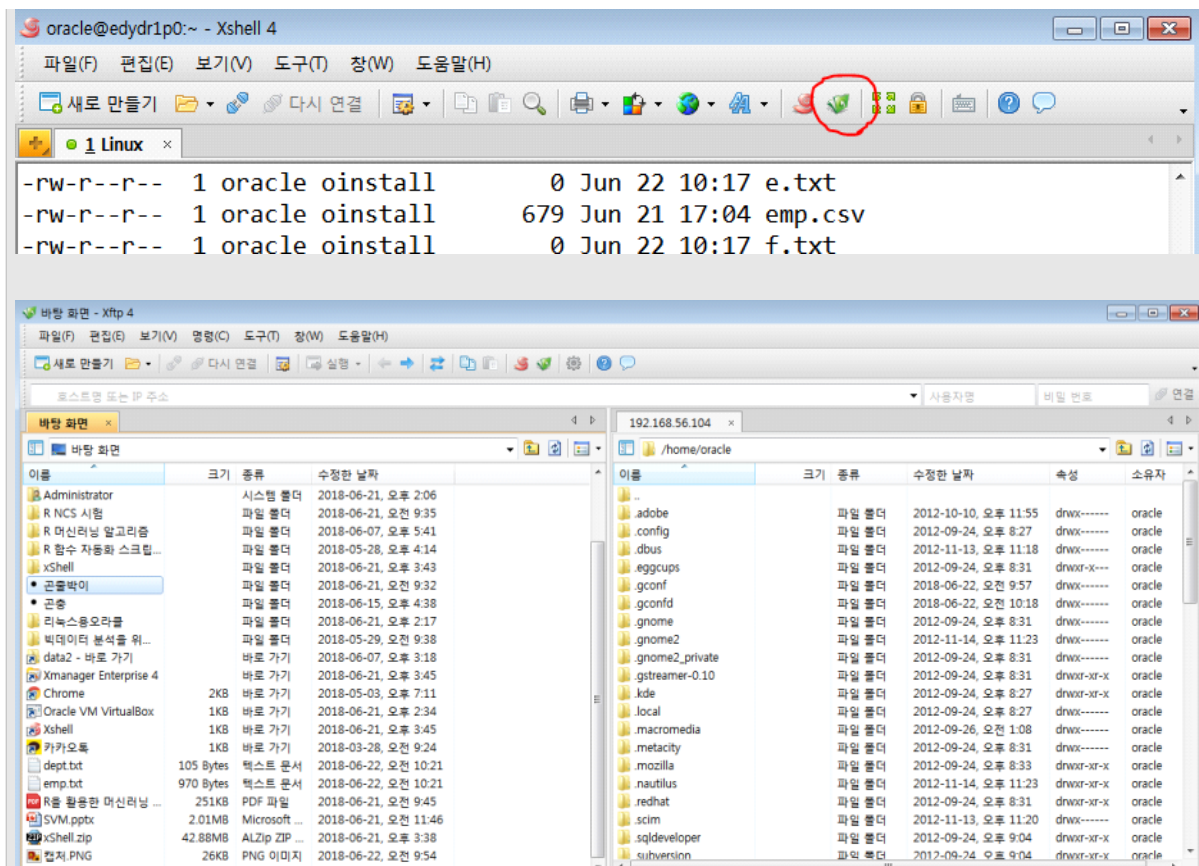 oracle@edydr1p0:~ - Xshell 4
파일(F) 편집(E) 보기(V) 도구(T) 창(W) 도움말(H)
새로 만들기 다시 연결
1 Linux ×
-rw-r--r-- 1 oracle oinstall 0 Jun 22 10:17 e.txt
-rw-r--r-- 1 oracle oinstall 679 Jun 21 17:04 emp.csv
-rw-r--r-- 1 oracle oinstall 0 Jun 22 10:17 f.txt
바탕 화면 - Xftp 4
파일(F) 편집(E) 보기(V) 명령(C) 도구(T) 창(W) 도움말(H)
새로 만들기 다시 연결 실행
호스트명 또는 IP 주소 사용자명 비밀 번호 연결
바탕 화면 ×
바탕 화면
이름 크기 종류 수정한 날짜
Administrator 시스템 폴더 2018-06-21, 오후 2:06
R NCS 시험 파일 폴더 2018-06-21, 오전 9:35
R 머신러닝 알고리즘 파일 폴더 2018-06-07, 오후 5:41
R 함수 자동화 스크립... 파일 폴더 2018-05-28, 오후 4:14
xShell 파일 폴더 2018-06-21, 오후 3:43
곤줄박이 파일 폴더 2018-06-21, 오전 9:32
곤충 파일 폴더 2018-06-15, 오후 4:38
리눅스용오라클 파일 폴더 2018-06-21, 오후 2:17
빅데이터 분석을 위... 파일 폴더 2018-05-29, 오전 9:38
data2 - 바로 가기 바로 가기 2018-06-07, 오후 3:18
Xmanager Enterprise 4 바로 가기 2018-06-21, 오후 3:45
Chrome 2KB 바로 가기 2018-05-03, 오후 7:11
Oracle VM VirtualBox 1KB 바로 가기 2018-06-21, 오후 2:34
Xshell 1KB 바로 가기 2018-06-21, 오후 3:45
카카오톡 1KB 바로 가기 2018-03-28, 오전 9:24
dept.txt 105 Bytes 텍스트 문서 2018-06-22, 오전 10:21
emp.txt 970 Bytes 텍스트 문서 2018-06-22, 오전 10:21
R을 활용한 머신러닝 ... 251KB PDF 파일 2018-06-21, 오전 9:45
SVM.pptx 2.01MB Microsoft ... 2018-06-21, 오전 11:46
xShell.zip 42.88MB ALZip ZIP ... 2018-06-21, 오후 3:38
캡처.PNG 26KB PNG 이미지 2018-06-22, 오전 9:54
192.168.56.104 ×
/home/oracle
이름 크기 종류 수정한 날짜 속성 소유자
..
.adobe 파일 폴더 2012-10-10, 오후 11:55 drwx------ oracle
.config 파일 폴더 2012-09-24, 오후 8:27 drwx------ oracle
.dbus 파일 폴더 2012-11-13, 오후 11:18 drwx------ oracle
.eggcups 파일 폴더 2012-09-24, 오후 8:31 drwxr-x--- oracle
.gconf 파일 폴더 2018-06-22, 오전 9:57 drwx------ oracle
.gconfd 파일 폴더 2018-06-22, 오전 10:18 drwx------ oracle
.gnome 파일 폴더 2012-09-24, 오후 8:31 drwx------ oracle
.gnome2 파일 폴더 2012-11-14, 오후 11:23 drwx------ oracle
.gnome2_private 파일 폴더 2012-09-24, 오후 8:31 drwx------ oracle
.gstreamer-0.10 파일 폴더 2012-09-24, 오후 8:31 drwxr-xr-x oracle
.kde 파일 폴더 2012-09-24, 오후 8:27 drwxr-xr-x oracle
.local 파일 폴더 2012-09-24, 오후 8:27 drwx------ oracle
.macromedia 파일 폴더 2012-09-26, 오전 1:08 drwx------ oracle
.metacity 파일 폴더 2012-09-24, 오후 8:31 drwx------ oracle
.mozilla 파일 폴더 2012-09-24, 오후 8:33 drwxr-xr-x oracle
.nautilus 파일 폴더 2012-11-14, 오후 11:23 drwxr-xr-x oracle
.redhat 파일 폴더 2012-09-24, 오후 8:31 drwxr-xr-x oracle
.scim 파일 폴더 2012-11-13, 오후 11:20 drwx------ oracle
.sqldeveloper 파일 폴더 2012-09-24, 오후 9:04 drwxr-xr-x oracle
.subversion 파일 폴더 2012-09-24, 오후 9:04 drwxr-xr-x oracle